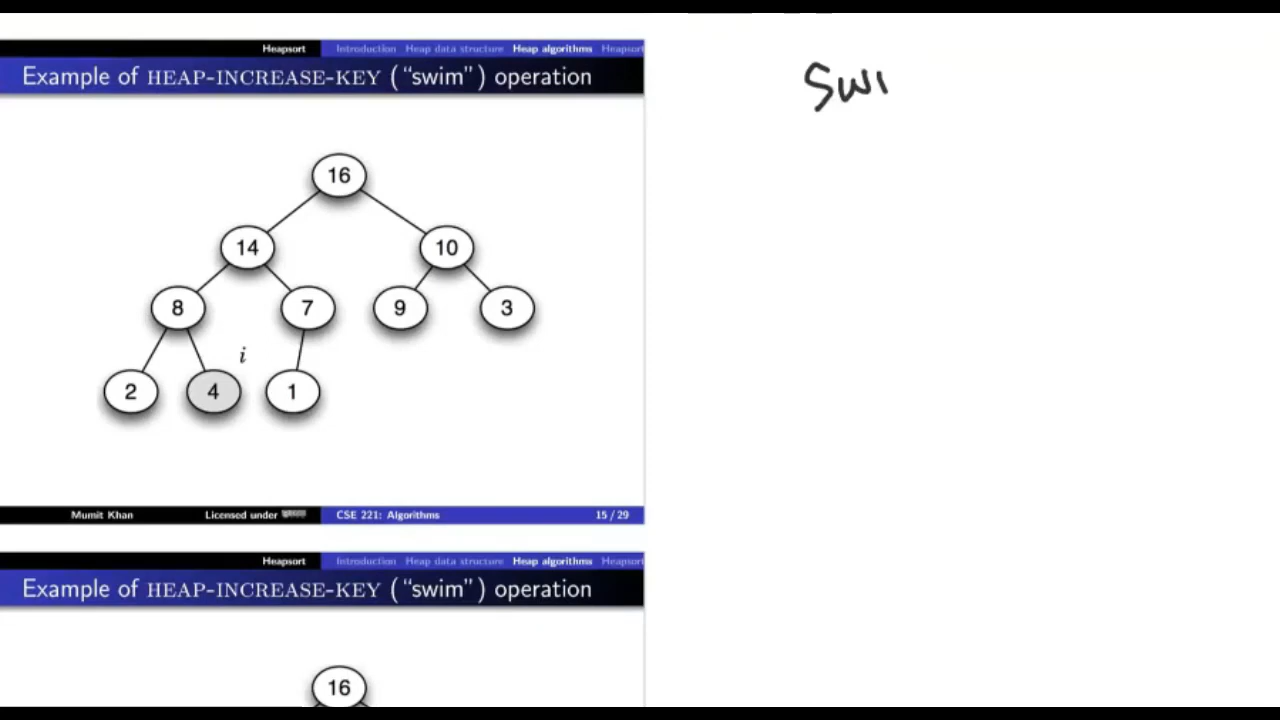 Heapsort Introduction Heap data structure Heap algorithms Heapsort
Example of HEAP-INCREASE-KEY ("swim") operation
16
14 10
8 7 9 3
i
2 4 1
Mumit Khan Licensed under CSE 221: Algorithms 15 / 29
Heapsort Introduction Heap data structure Heap algorithms Heapsort
Example of HEAP-INCREASE-KEY ("swim") operation
16
Swi